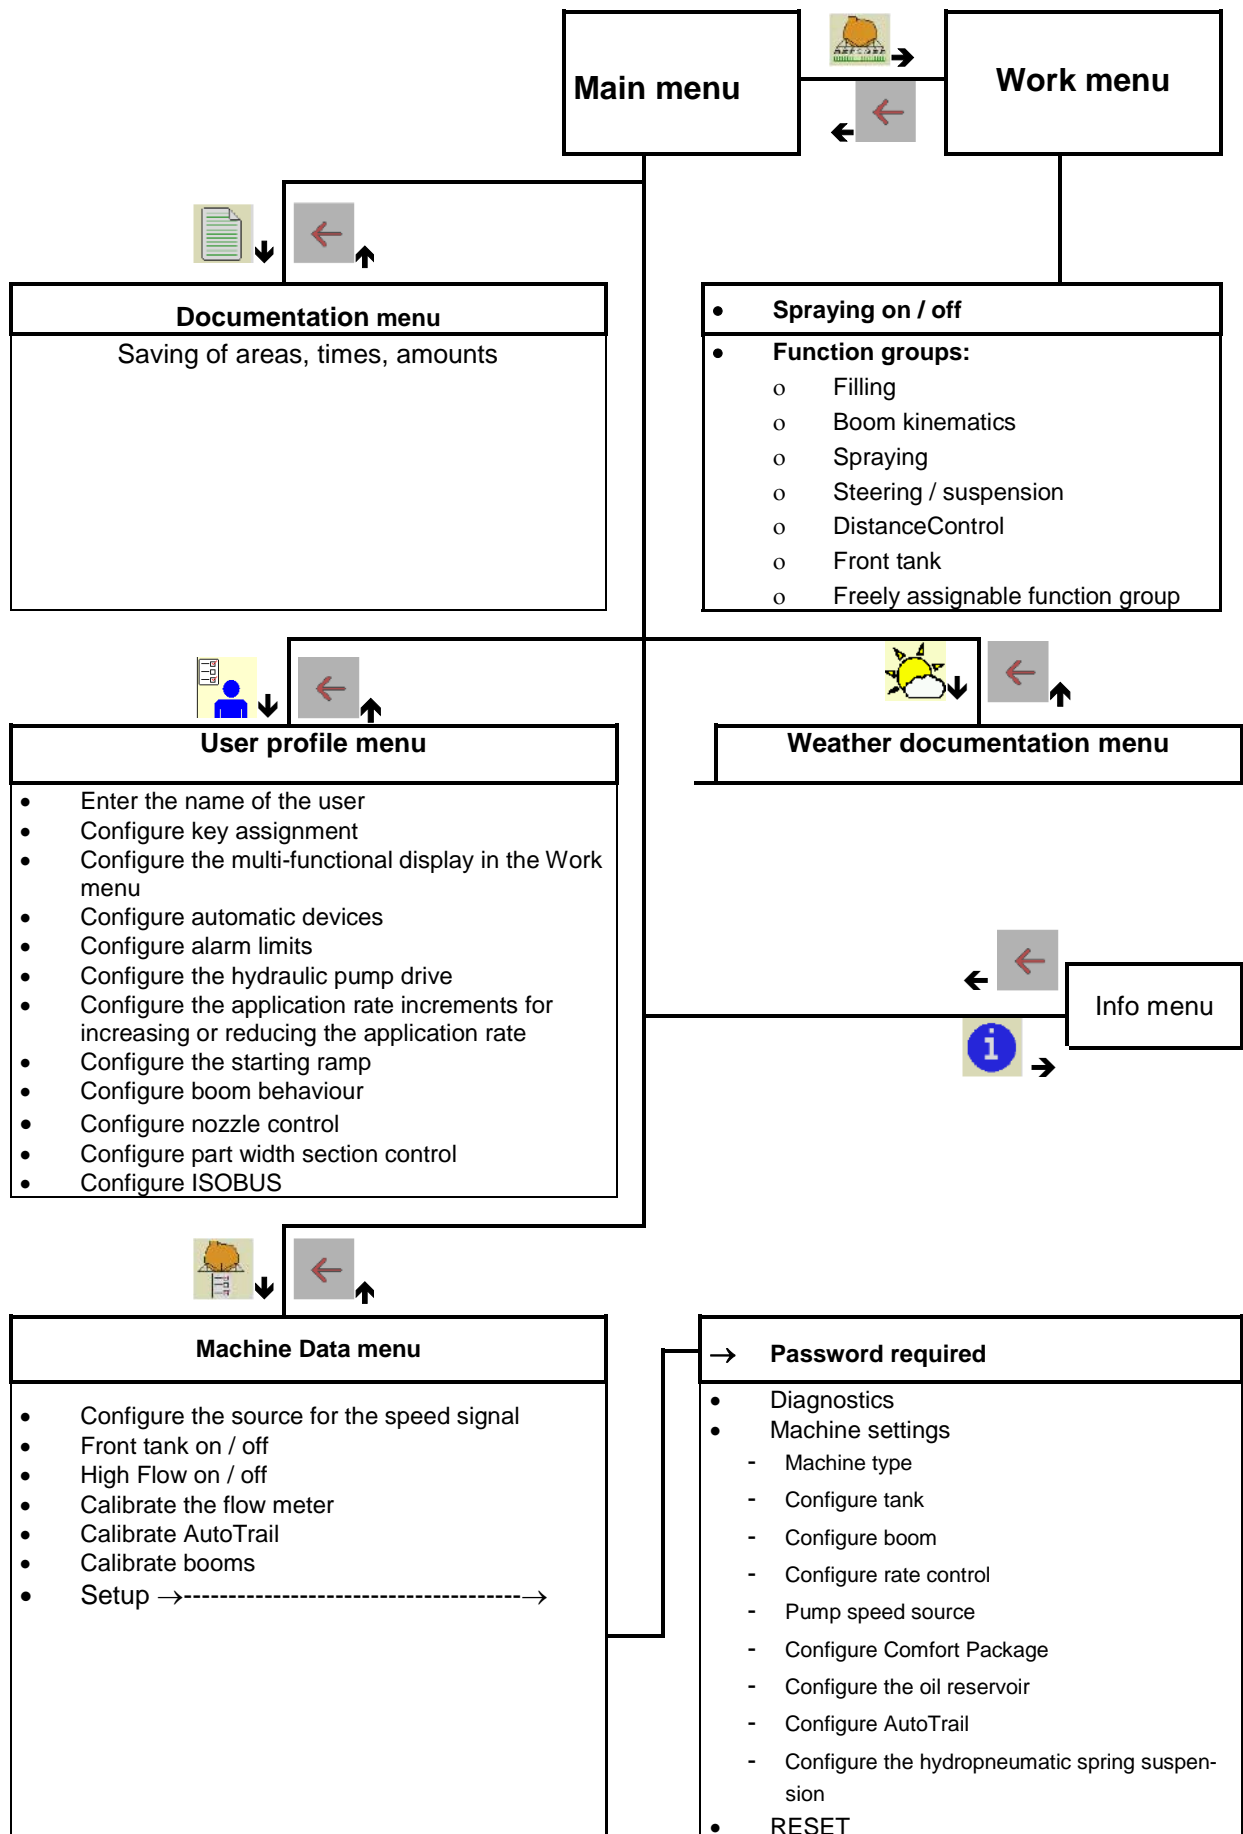 Main menu
Work menu
Documentation menu
Saving of areas, times, amounts
• Spraying on / off
• Function groups:
o Filling
o Boom kinematics
o Spraying
o Steering / suspension
o DistanceControl
o Front tank
o Freely assignable function group
User profile menu
• Enter the name of the user
• Configure key assignment
• Configure the multi-functional display in the Work
menu
• Configure automatic devices
• Configure alarm limits
• Configure the hydraulic pump drive
• Configure the application rate increments for
increasing or reducing the application rate
• Configure the starting ramp
• Configure boom behaviour
• Configure nozzle control
• Configure part width section control
• Configure ISOBUS
Weather documentation menu
Info menu
i
Machine Data menu
• Configure the source for the speed signal
• Front tank on / off
• High Flow on / off
• Calibrate the flow meter
• Calibrate AutoTrail
• Calibrate booms
• Setup →--------------------------------------→
→ Password required
• Diagnostics
• Machine settings
- Machine type
- Configure tank
- Configure boom
- Configure rate control
- Pump speed source
- Configure Comfort Package
- Configure the oil reservoir
- Configure AutoTrail
- Configure the hydropneumatic spring suspen-
sion
• RESET